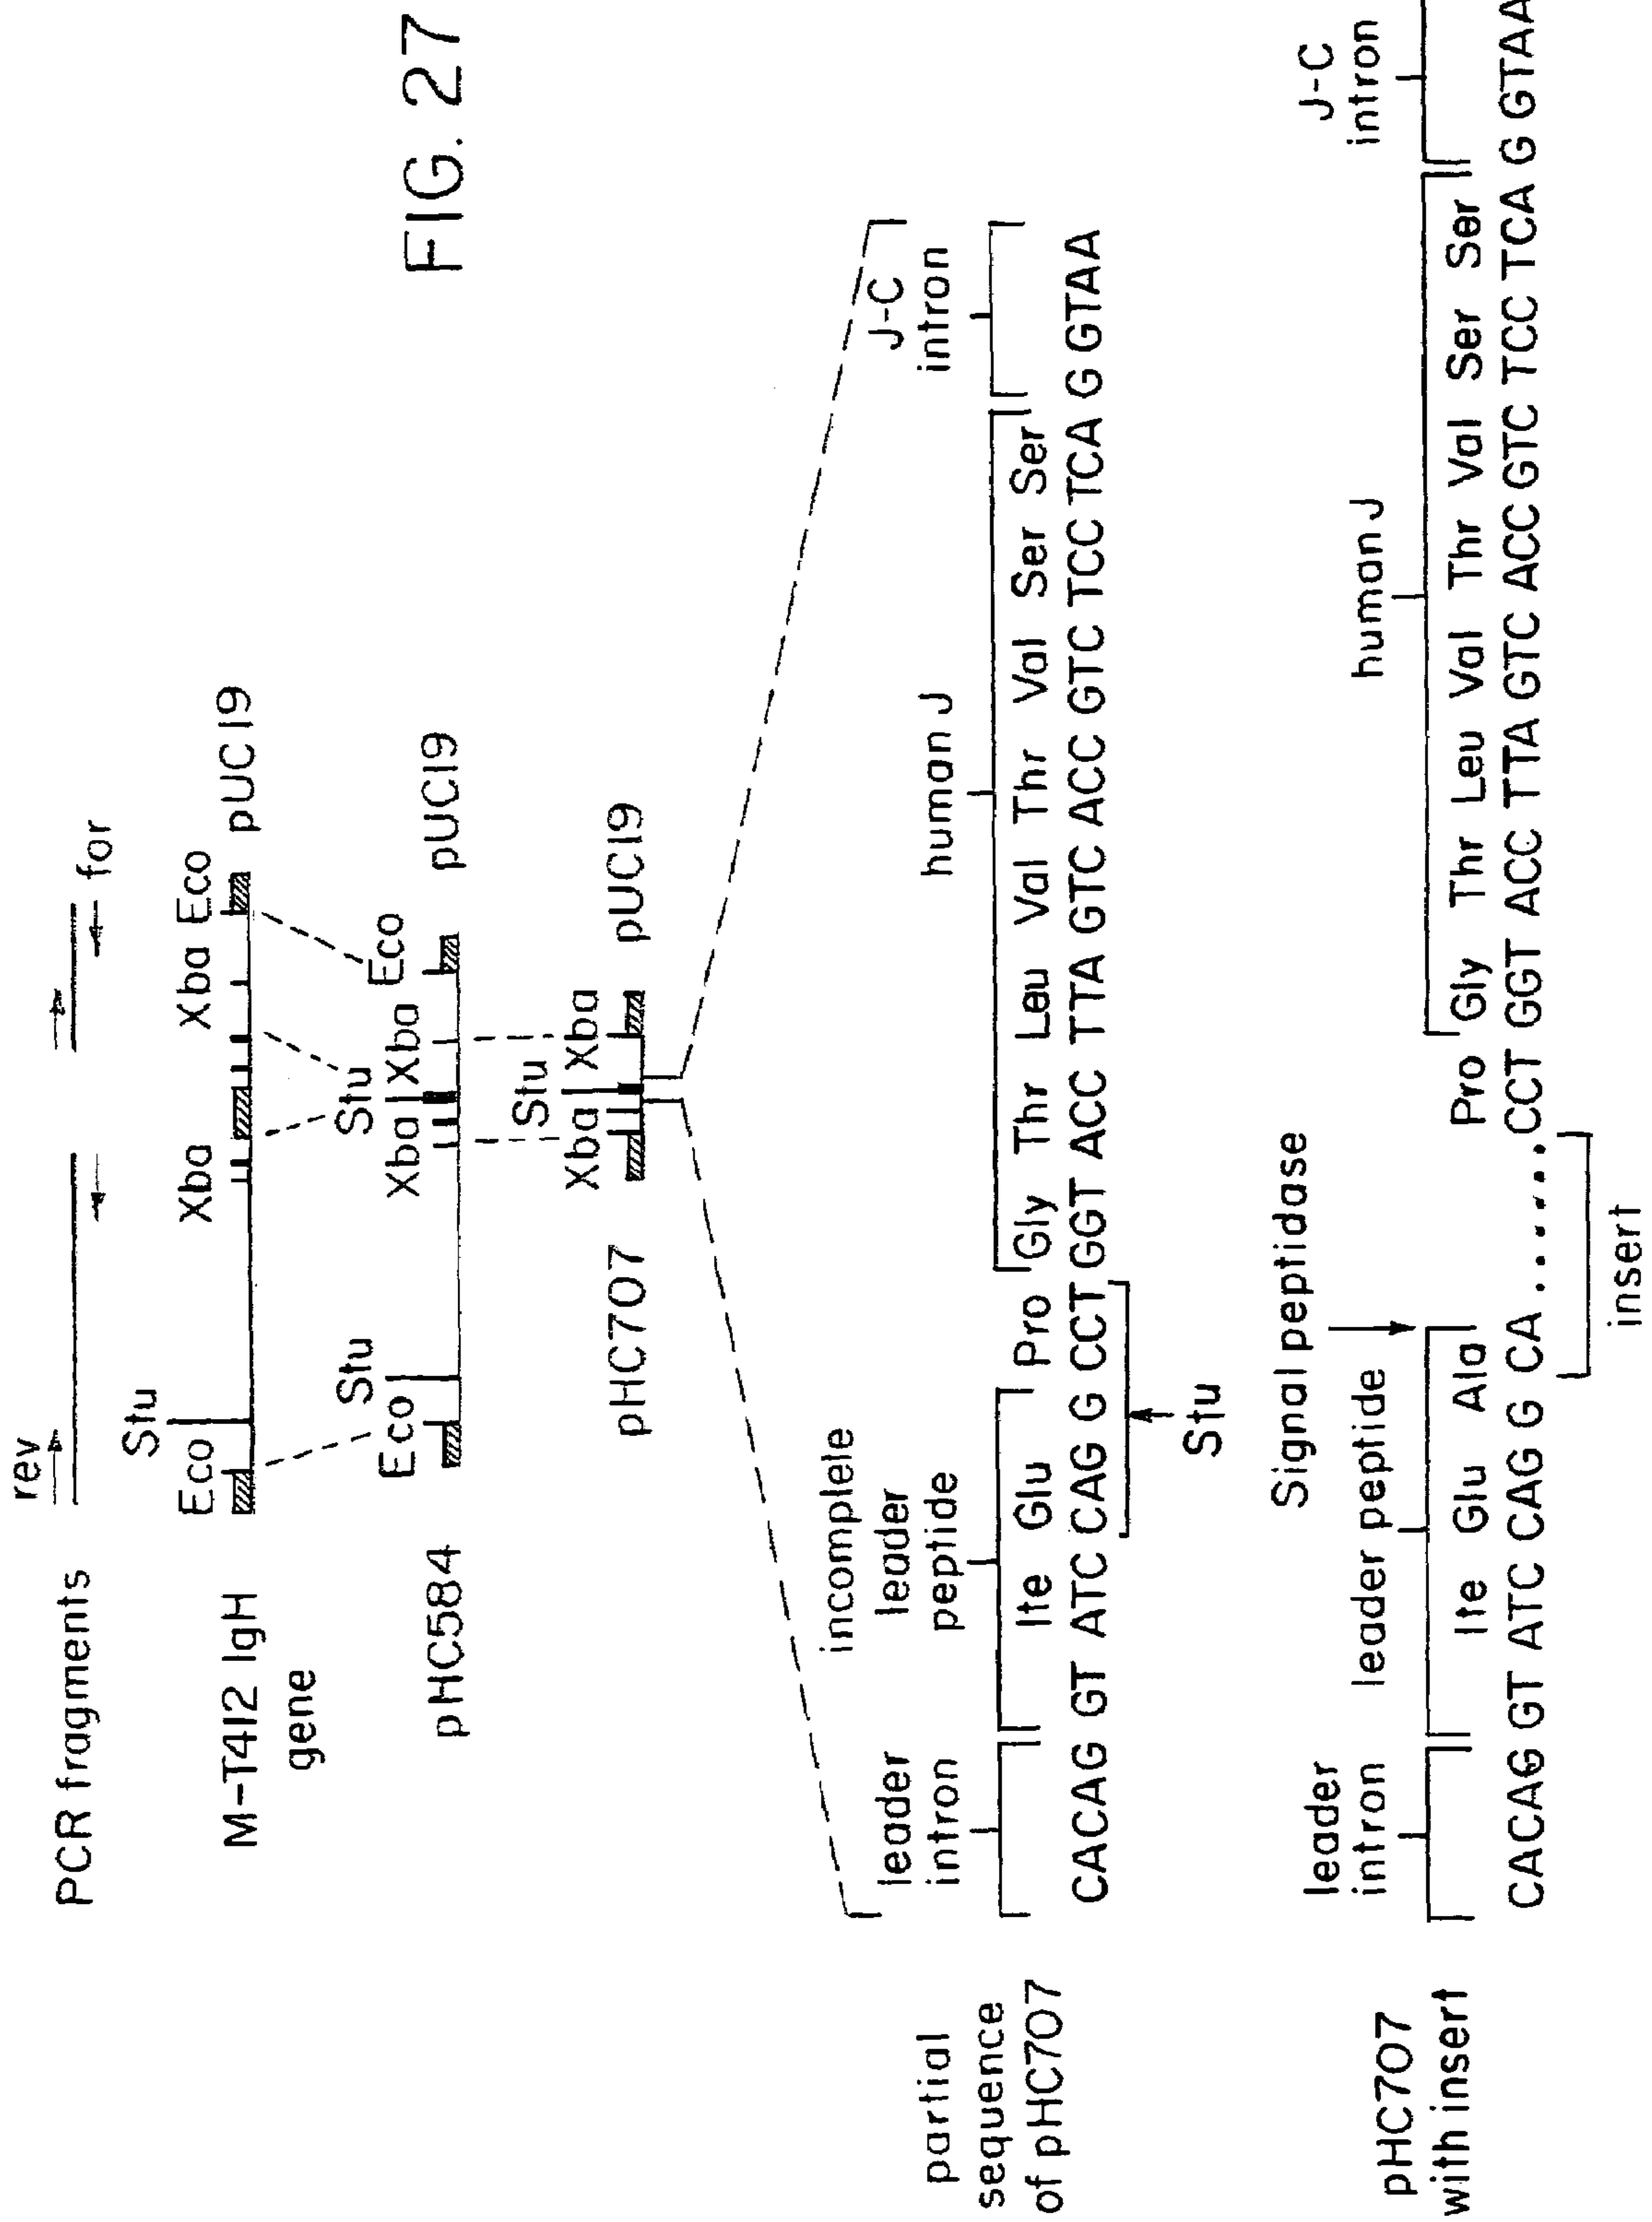 FIG. 27
PCR fragments
rev
for
M-T412 IgH
gene
Eco
Stu
Xba
Xba Eco
pUC19
pHC584
Eco
Stu
Xba
Stu
Xba
Eco
pUC19
pHC707
Xba
Stu
Xba
pUC19
partial
sequence
of pHC707
leader
intron
incomplete
leader
peptide
human J
J-C
intron
Ite Glu Pro Gly Thr Leu Val Thr Val Ser Ser
CACAG GT ATC CAG G CCT GGT ACC TTA GTC ACC GTC TCC TCA G GTAA
Stu
pHC707
with insert
leader
intron
leader peptide
Signal peptidase
human J
J-C
intron
Ite Glu Ala Pro Gly Thr Leu Val Thr Val Ser Ser
CACAG GT ATC CAG G CA ...... CCT GGT ACC TTA GTC ACC GTC TCC TCA G GTAA
insert